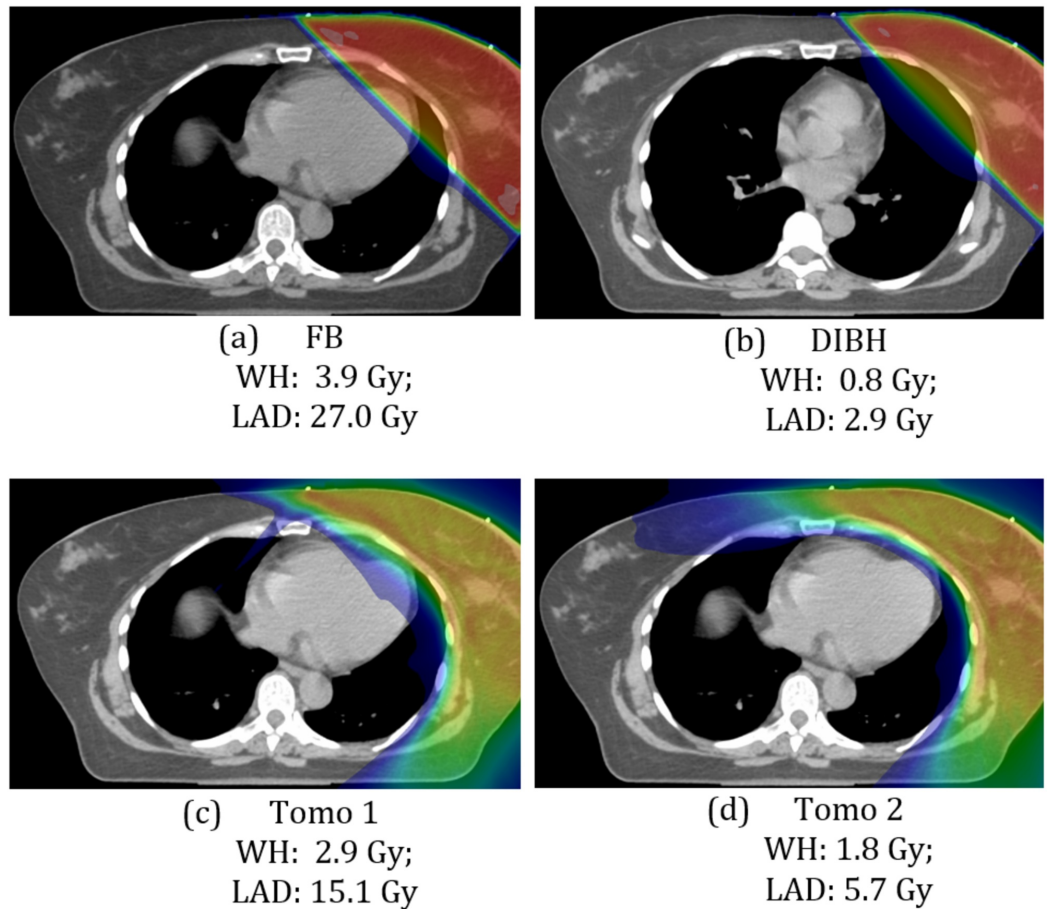 (a) FB
WH: 3.9 Gy;
LAD: 27.0 Gy
(b) DIBH
WH: 0.8 Gy;
LAD: 2.9 Gy
(c) Tomo 1
WH: 2.9 Gy;
LAD: 15.1 Gy
(d) Tomo 2
WH: 1.8 Gy;
LAD: 5.7 Gy